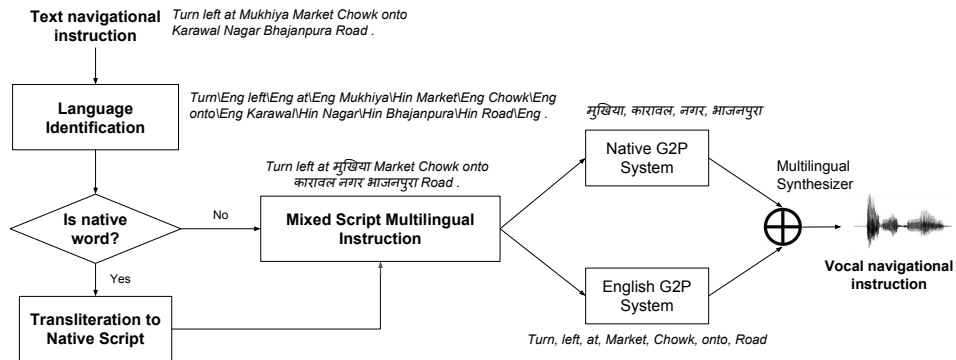 Text navigational
instruction
Turn left at Mukhiya Market Chowk onto
Karawal Nagar Bhajanpura Road .
Language
Identification
Turn\Eng left\Eng at\Eng Mukhiya\Hin Market\Eng Chowk\Eng
onto\Eng Karawal\Hin Nagar\Hin Bhajanpura\Hin Road\Eng .
Is native
word?
No
Yes
Transliteration to
Native Script
Turn left at मुखिया Market Chowk onto
कारावल नगर भाजनपुरा Road .
Mixed Script Multilingual
Instruction
मुखिया, कारावल, नगर, भाजनपुरा
Native G2P
System
English G2P
System
Turn, left, at, Market, Chowk, onto, Road
Multilingual
Synthesizer
Vocal navigational
instruction